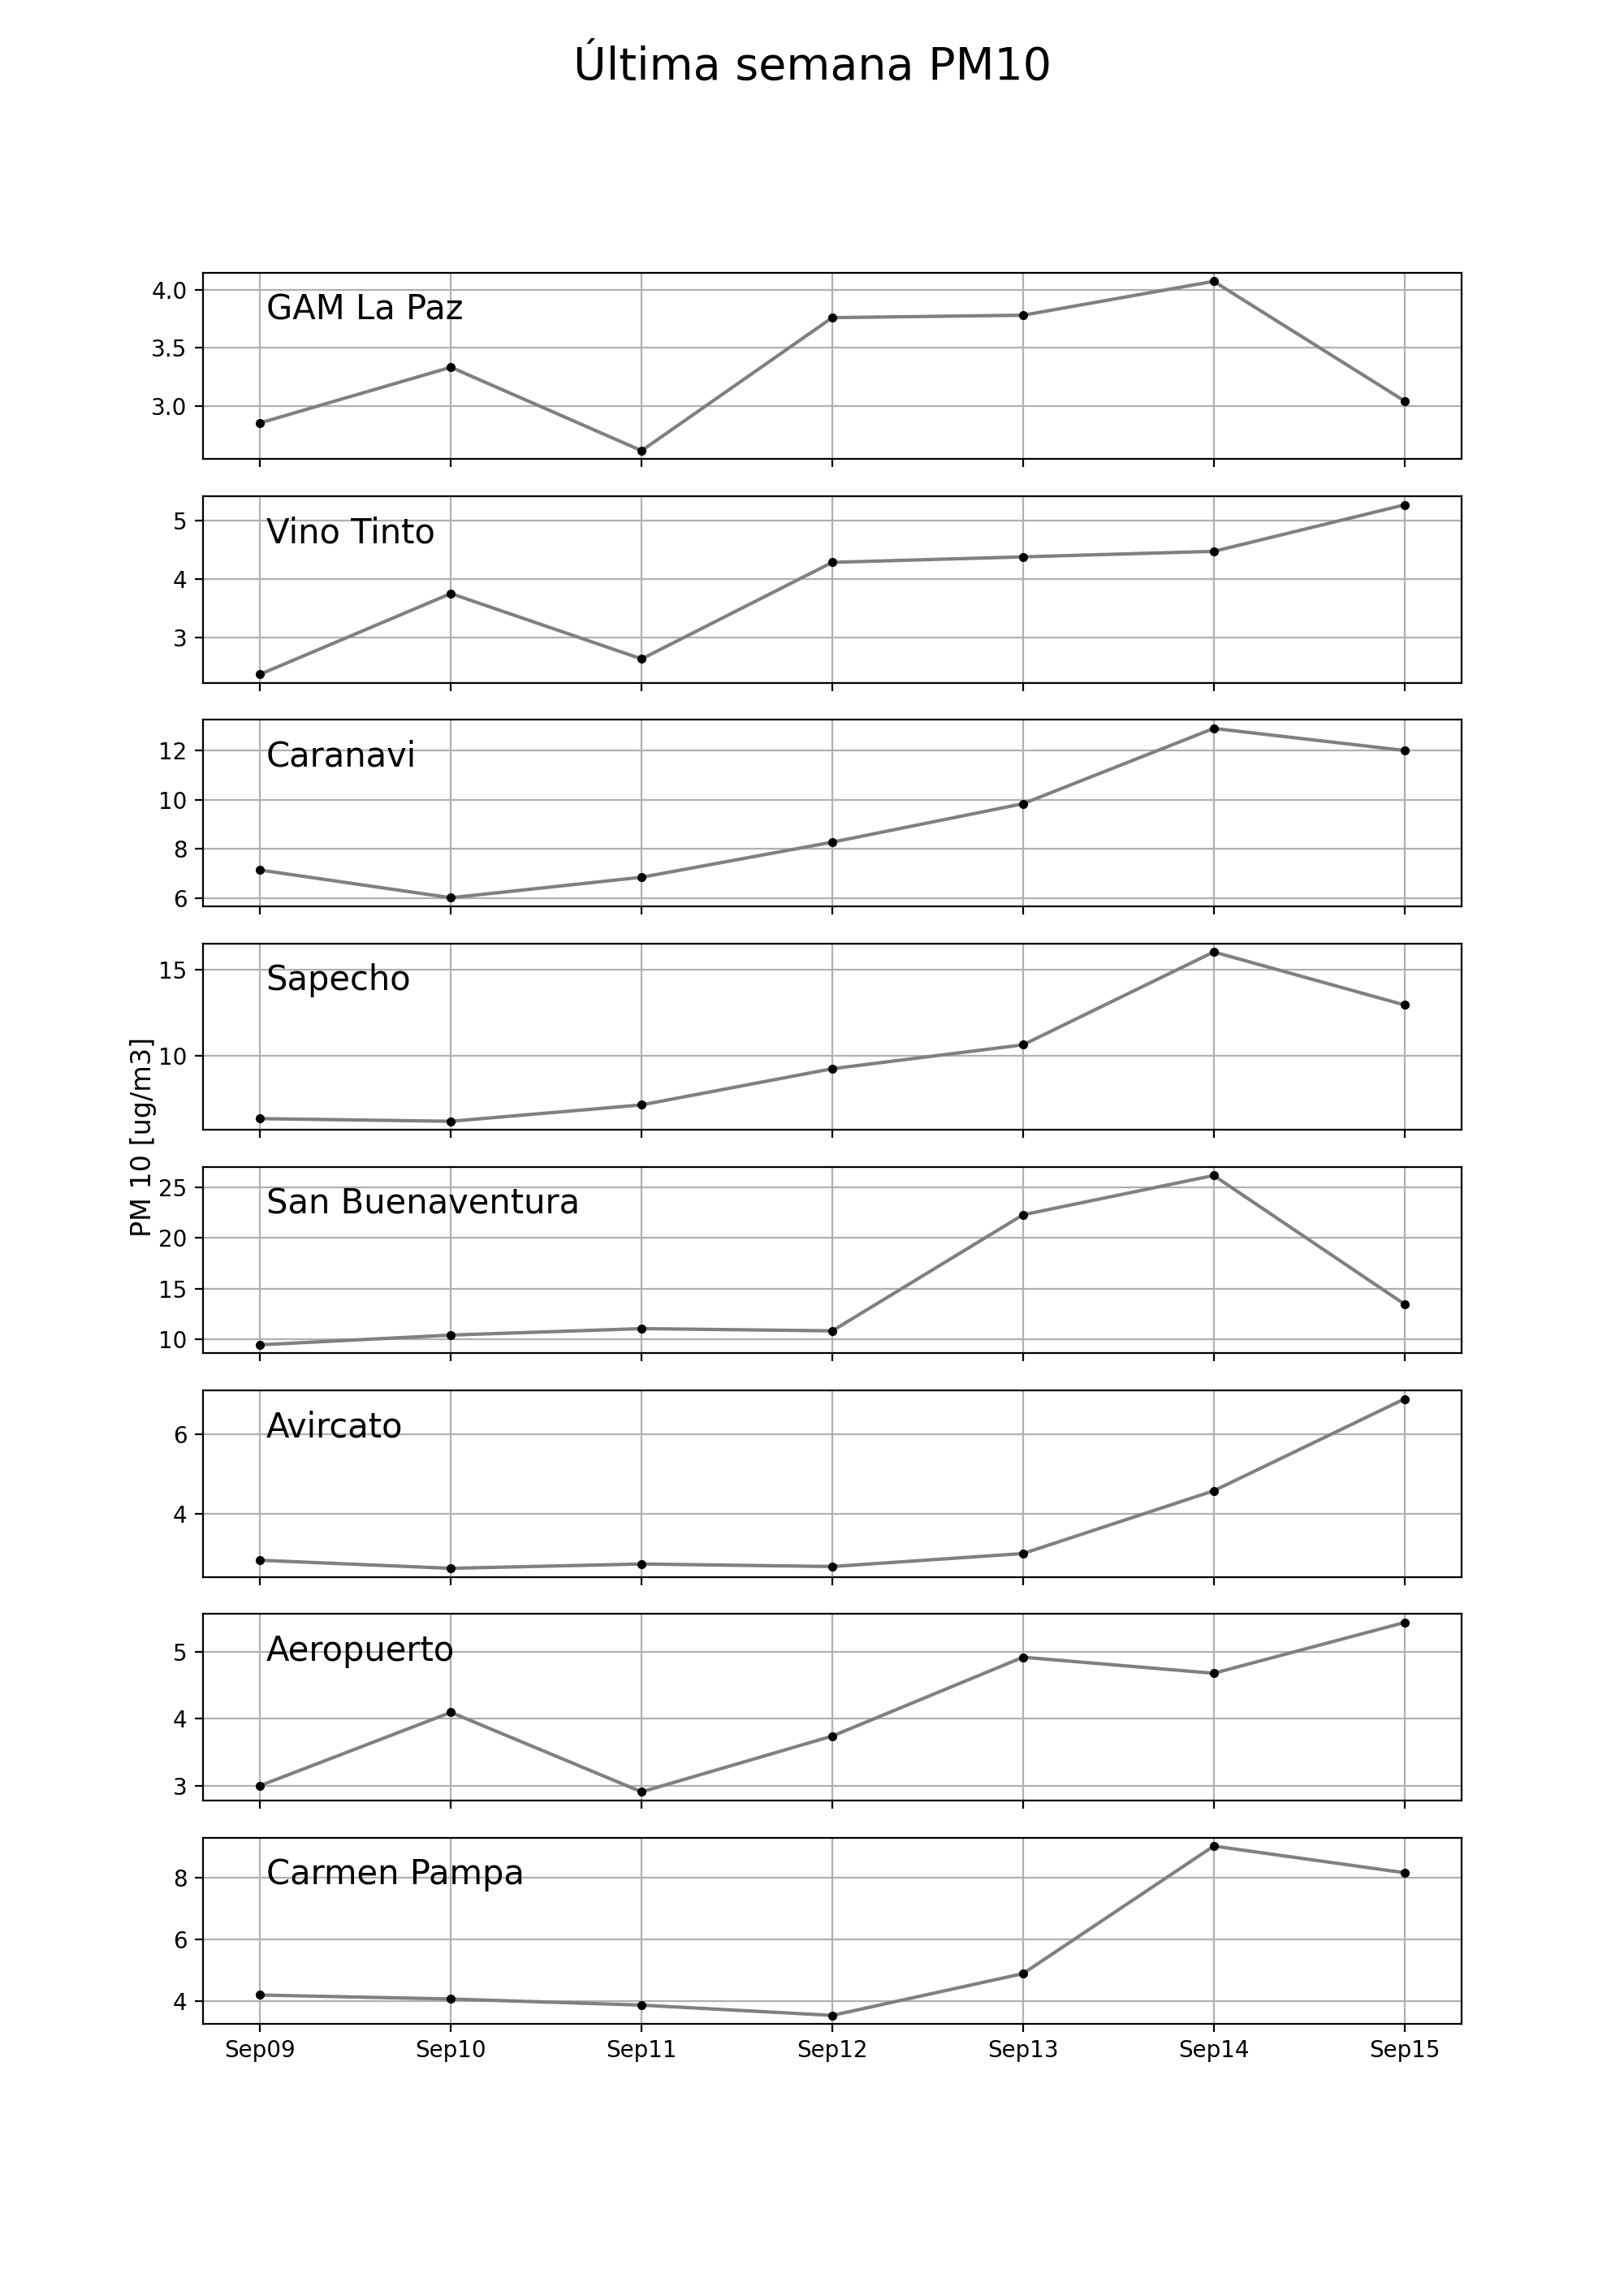 Última semana PM10
GAM La Paz
4.0
3.5
3.0
Vino Tinto
5
4
3
Caranavi
12
10
8
6
Sapecho
15
10
PM 10 [ug/m3]
San Buenaventura
25
20
15
10
Avircato
6
4
Aeropuerto
5
4
3
Carmen Pampa
8
6
4
Sep09 Sep10 Sep11 Sep12 Sep13 Sep14 Sep15